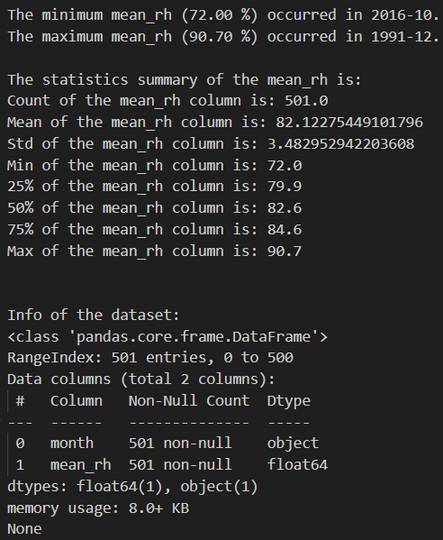 The minimum mean_rh (72.00 %) occurred in 2016-10.
The maximum mean_rh (90.70 %) occurred in 1991-12.
The statistics summary of the mean_rh is:
Count of the mean_rh column is: 501.0
Mean of the mean_rh column is: 82.12275449101796
Std of the mean_rh column is: 3.482952942203608
Min of the mean_rh column is: 72.0
25% of the mean_rh column is: 79.9
50% of the mean_rh column is: 82.6
75% of the mean_rh column is: 84.6
Max of the mean_rh column is: 90.7
Info of the dataset:
<class 'pandas.core.frame.DataFrame'>
RangeIndex: 501 entries, 0 to 500
Data columns (total 2 columns):
 #   Column   Non-Null Count  Dtype
---  ------   --------------  -----
 0   month    501 non-null    object
 1   mean_rh  501 non-null    float64
dtypes: float64(1), object(1)
memory usage: 8.0+ KB
None